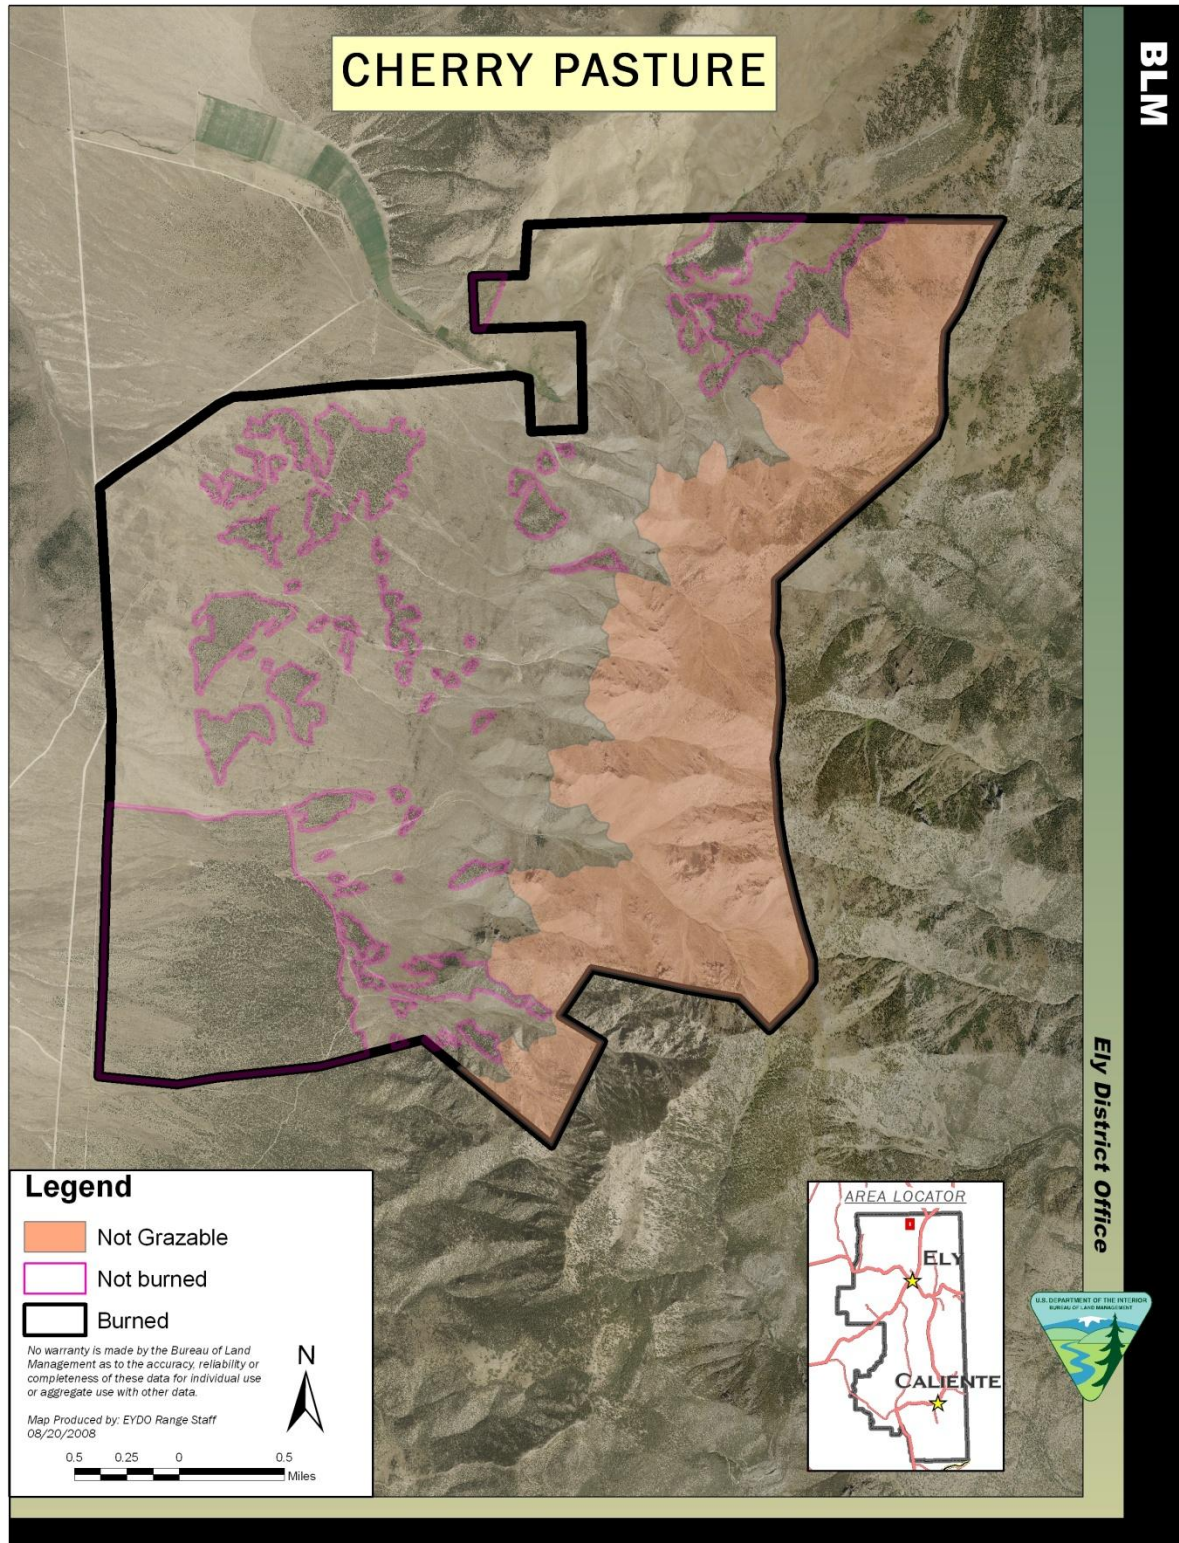 CHERRY PASTURE
BLM
Ely District Office
Legend
Not Grazable
Not burned
Burned
No warranty is made by the Bureau of Land
Management as to the accuracy, reliability or
completeness of these data for individual use
or aggregate use with other data.
Map Produced by: EYDO Range Staff
08/20/2008
N
0.5 0.25 0 0.5
Miles
AREA LOCATOR
ELY
CALIENTE
U.S. DEPARTMENT OF THE INTERIOR
BUREAU OF LAND MANAGEMENT